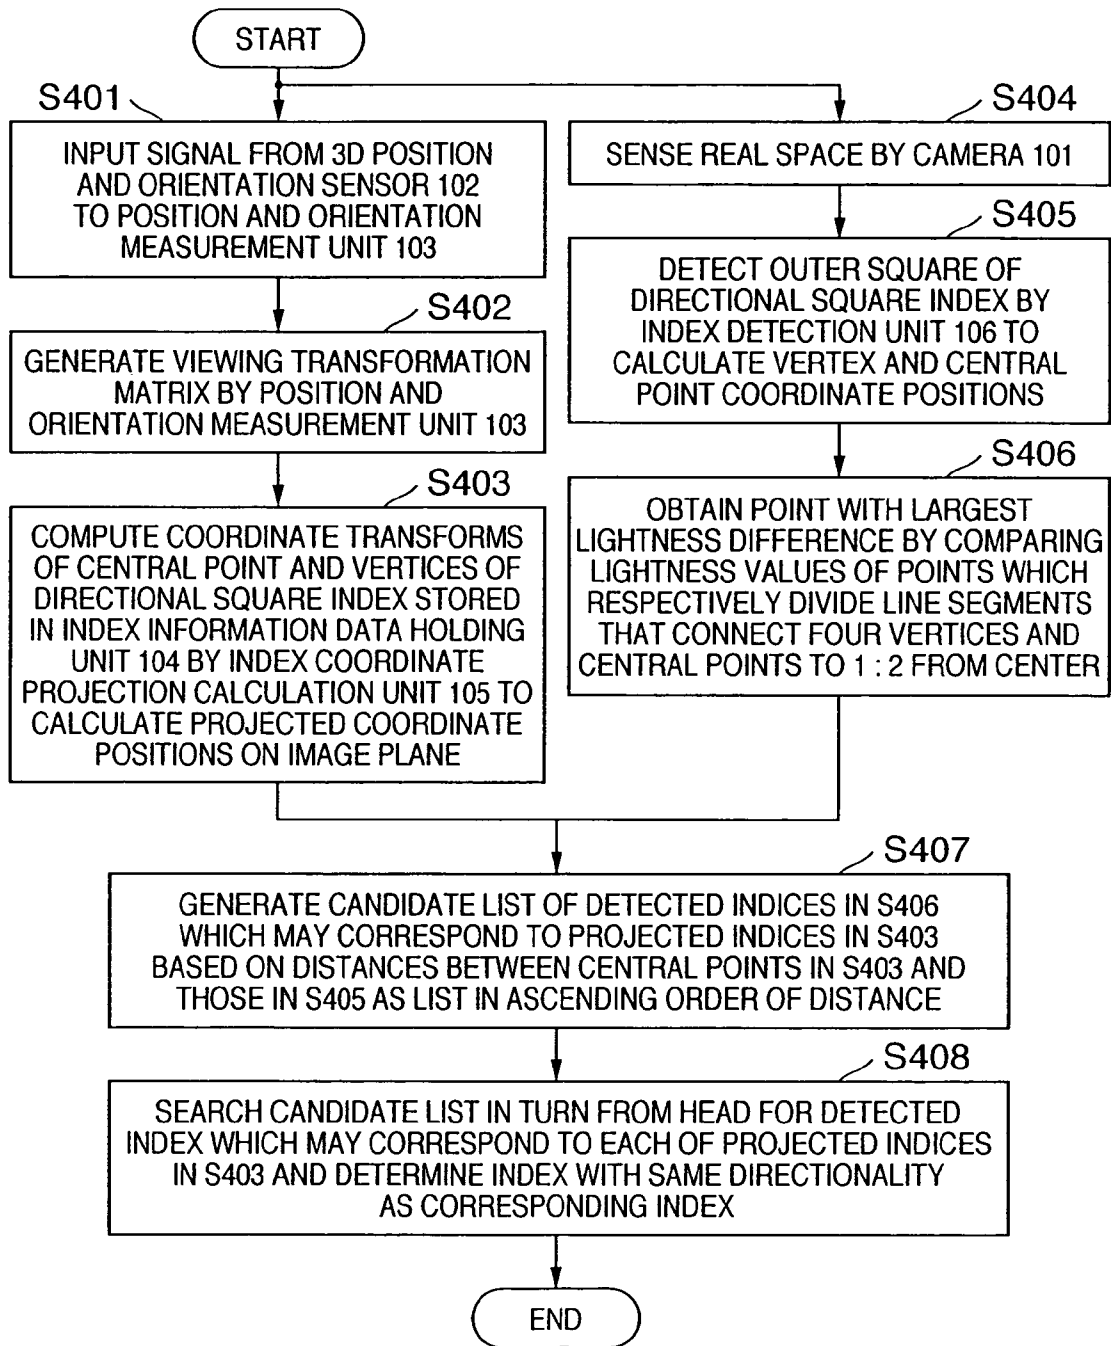 START
S401
INPUT SIGNAL FROM 3D POSITION
AND ORIENTATION SENSOR 102
TO POSITION AND ORIENTATION
MEASUREMENT UNIT 103
S402
GENERATE VIEWING TRANSFORMATION
MATRIX BY POSITION AND
ORIENTATION MEASUREMENT UNIT 103
S403
COMPUTE COORDINATE TRANSFORMS
OF CENTRAL POINT AND VERTICES OF
DIRECTIONAL SQUARE INDEX STORED
IN INDEX INFORMATION DATA HOLDING
UNIT 104 BY INDEX COORDINATE
PROJECTION CALCULATION UNIT 105 TO
CALCULATE PROJECTED COORDINATE
POSITIONS ON IMAGE PLANE
S404
SENSE REAL SPACE BY CAMERA 101
S405
DETECT OUTER SQUARE OF
DIRECTIONAL SQUARE INDEX BY
INDEX DETECTION UNIT 106 TO
CALCULATE VERTEX AND CENTRAL
POINT COORDINATE POSITIONS
S406
OBTAIN POINT WITH LARGEST
LIGHTNESS DIFFERENCE BY COMPARING
LIGHTNESS VALUES OF POINTS WHICH
RESPECTIVELY DIVIDE LINE SEGMENTS
THAT CONNECT FOUR VERTICES AND
CENTRAL POINTS TO 1 : 2 FROM CENTER
S407
GENERATE CANDIDATE LIST OF DETECTED INDICES IN S406
WHICH MAY CORRESPOND TO PROJECTED INDICES IN S403
BASED ON DISTANCES BETWEEN CENTRAL POINTS IN S403 AND
THOSE IN S405 AS LIST IN ASCENDING ORDER OF DISTANCE
S408
SEARCH CANDIDATE LIST IN TURN FROM HEAD FOR DETECTED
INDEX WHICH MAY CORRESPOND TO EACH OF PROJECTED INDICES
IN S403 AND DETERMINE INDEX WITH SAME DIRECTIONALITY
AS CORRESPONDING INDEX
END